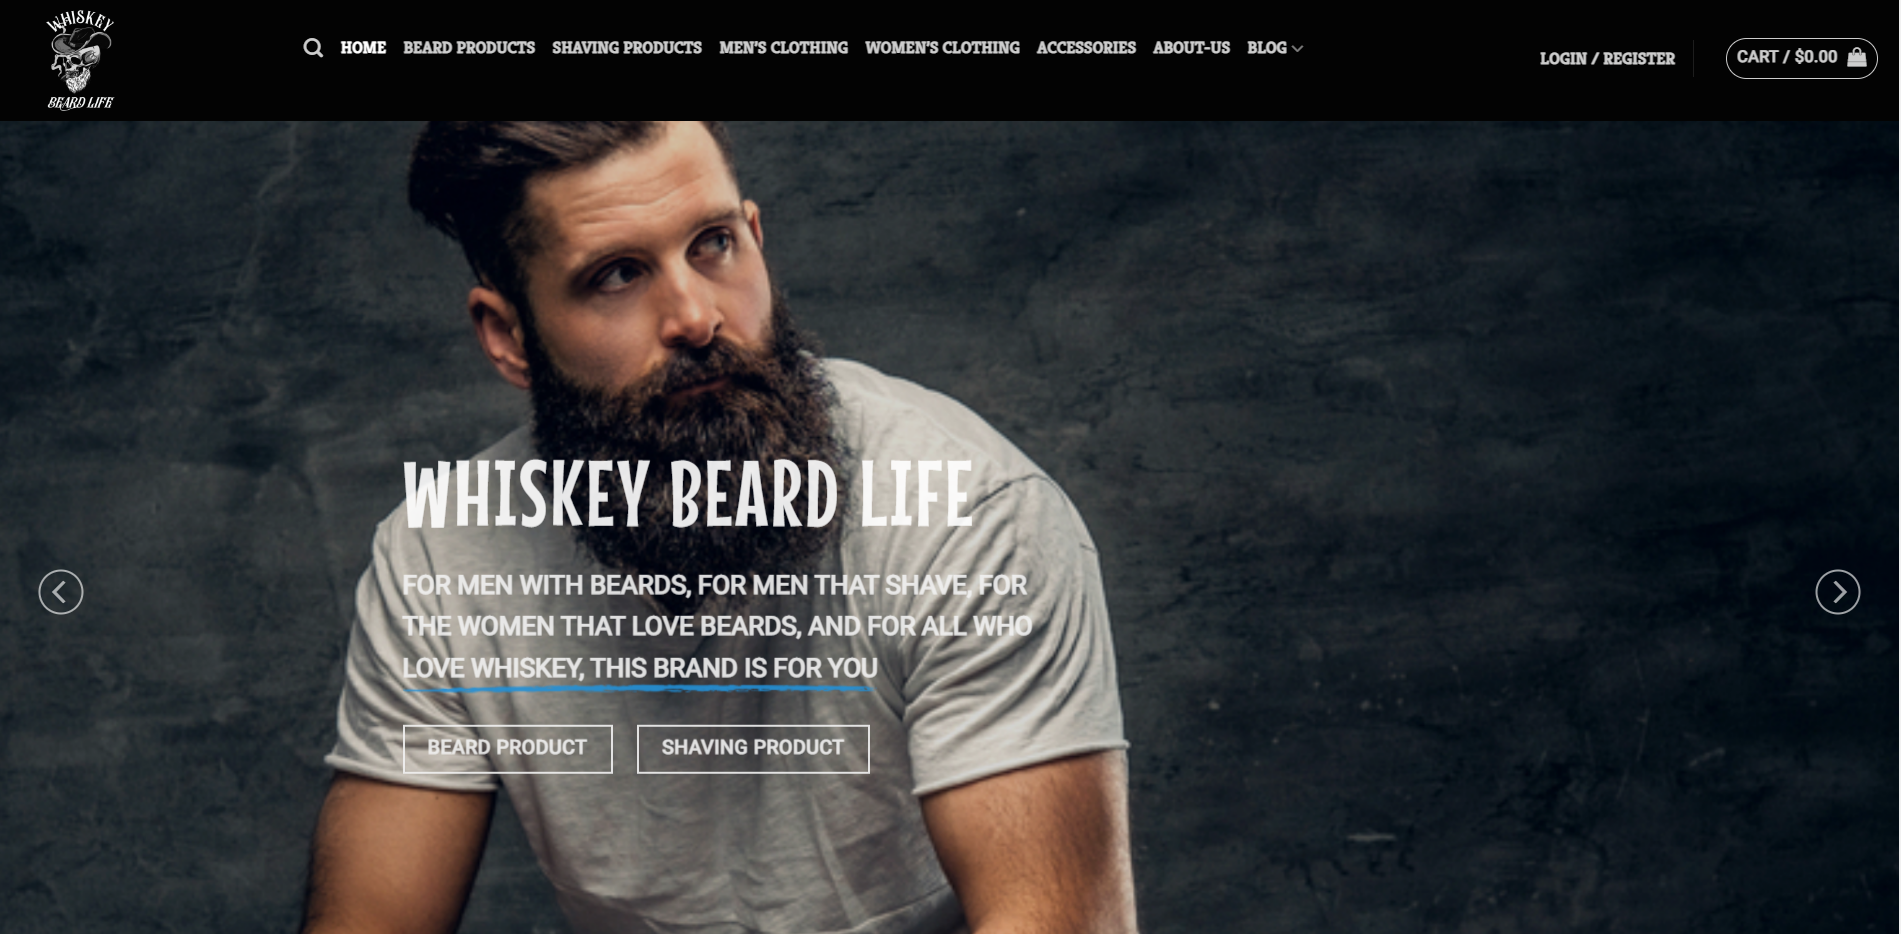 WHISKEY
BEARD LIFE
HOME BEARD PRODUCTS SHAVING PRODUCTS MEN'S CLOTHING WOMEN'S CLOTHING ACCESSORIES ABOUT-US BLOG
LOGIN / REGISTER
CART / $0.00
WHISKEY BEARD LIFE
FOR MEN WITH BEARDS, FOR MEN THAT SHAVE, FOR
THE WOMEN THAT LOVE BEARDS, AND FOR ALL WHO
LOVE WHISKEY, THIS BRAND IS FOR YOU
BEARD PRODUCT SHAVING PRODUCT